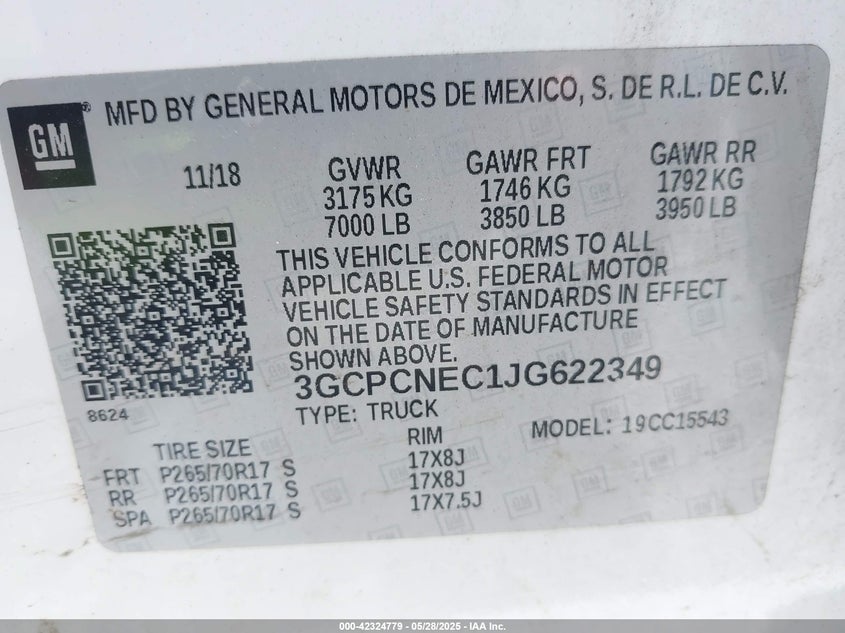 GM
MFD BY GENERAL MOTORS DE MEXICO, S. DE R.L. DE C.V.
11/18 GVWR GAWR FRT GAWR RR
3175 KG 1746 KG 1792 KG
7000 LB 3850 LB 3950 LB
THIS VEHICLE CONFORMS TO ALL
APPLICABLE U.S. FEDERAL MOTOR
VEHICLE SAFETY STANDARDS IN EFFECT
ON THE DATE OF MANUFACTURE
SHOWN ABOVE.
8624 3GCPCNEC1JG622349
TYPE: TRUCK MODEL: 19CC15543
TIRE SIZE RIM
FRT P265/70R17 S 17X8J
RR P265/70R17 S 17X8J
SPA P265/70R17 S 17X7.5J
000-42324779 - 05/28/2025 - IAA Inc.